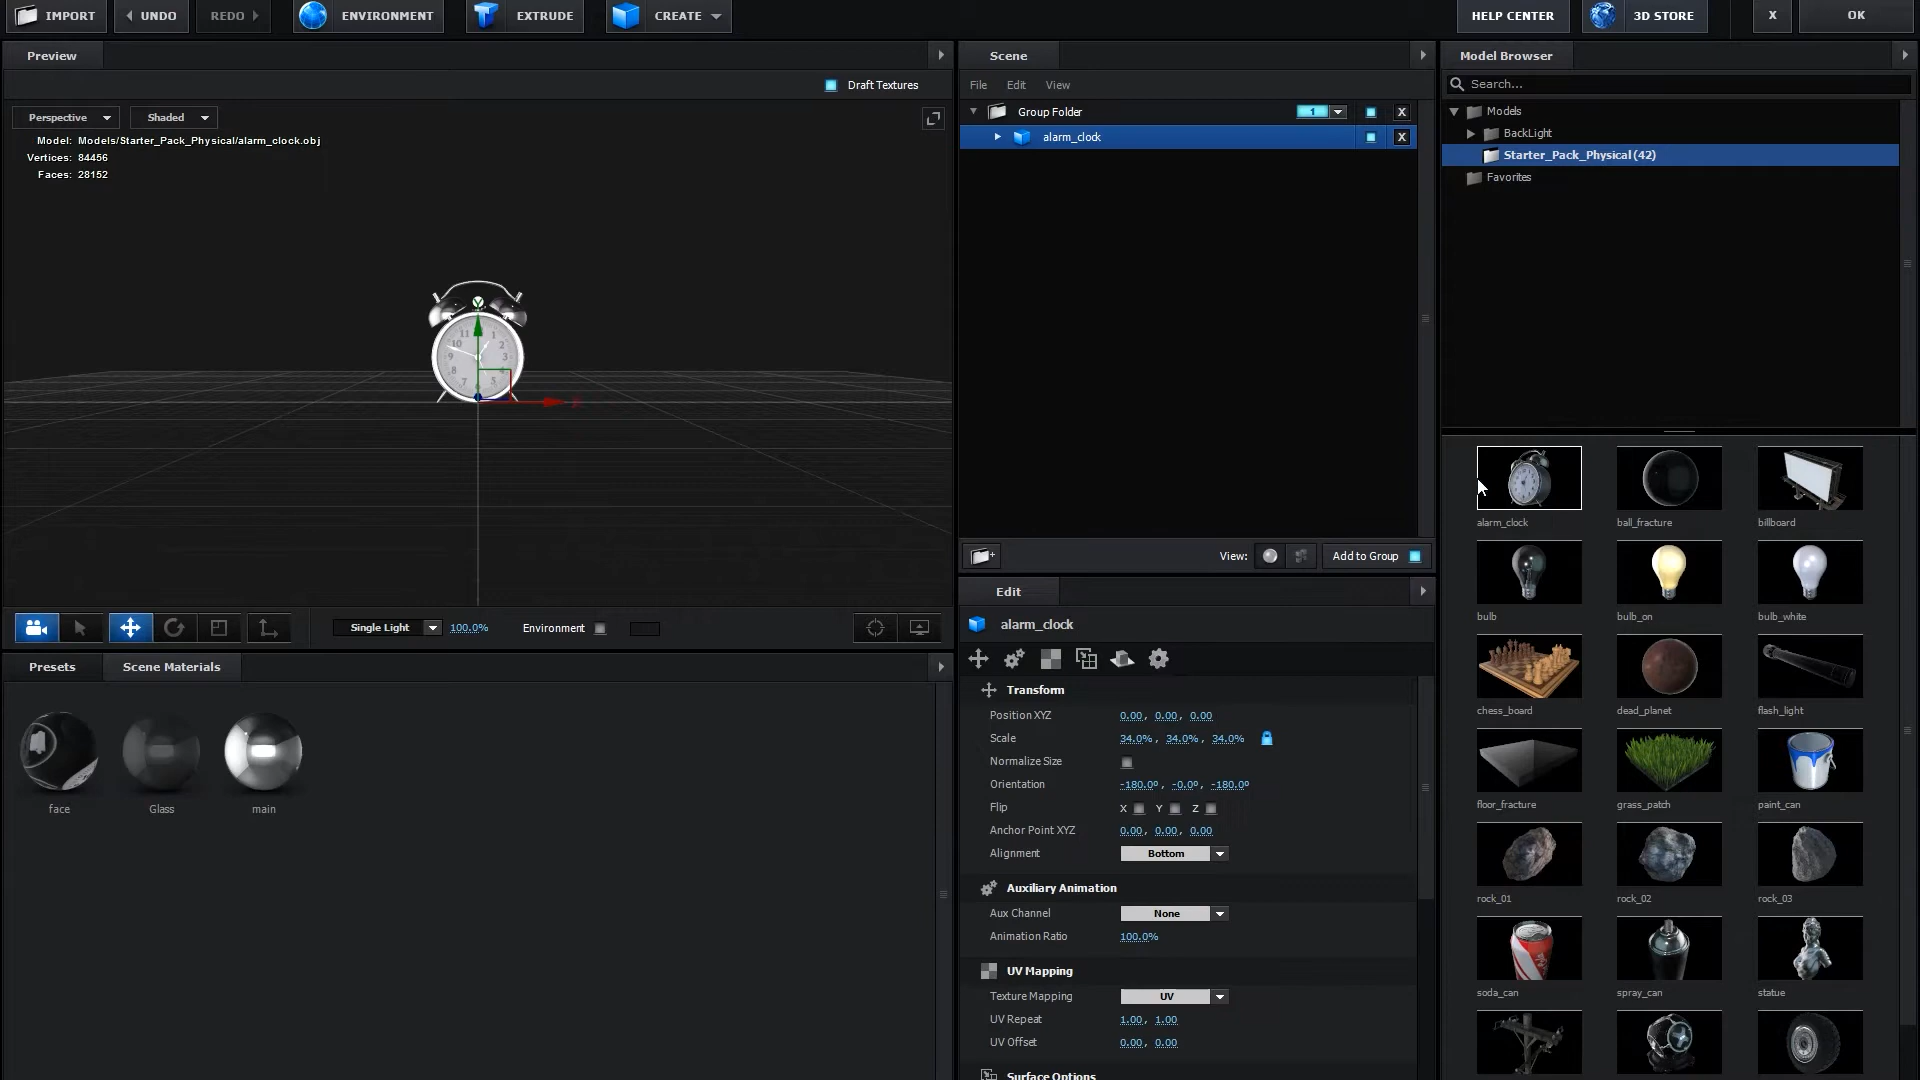 IMPORT
UNDO
REDO
ENVIRONMENT
EXTRUDE
CREATE
HELP CENTER
3D STORE
X
OK
Preview
Draft Textures
Perspective
Shaded
Model: Models/Starter_Pack_Physical/alarm_clock.obj
Vertices: 84456
Faces: 28152
Single Light
100.0%
Environment
Presets
Scene Materials
face
Glass
main
Scene
File
Edit
View
Group Folder
1
X
alarm_clock
X
View:
Add to Group
Edit
alarm_clock
Transform
Position XYZ
0.00, 0.00, 0.00
Scale
34.0%, 34.0%, 34.0%
Normalize Size
Orientation
-180.0º, -0.0º, -180.0º
Flip
X Y Z
Anchor Point XYZ
0.00, 0.00, 0.00
Alignment
Bottom
Auxiliary Animation
Aux Channel
None
Animation Ratio
100.0%
UV Mapping
Texture Mapping
UV
UV Repeat
1.00, 1.00
UV Offset
0.00, 0.00
Surface Options
Model Browser
Search...
Models
BackLight
Starter_Pack_Physical (42)
Favorites
alarm_clock
ball_fracture
billboard
bulb
bulb_on
bulb_white
chess_board
dead_planet
flash_light
floor_fracture
grass_patch
paint_can
rock_01
rock_02
rock_03
soda_can
spray_can
statue